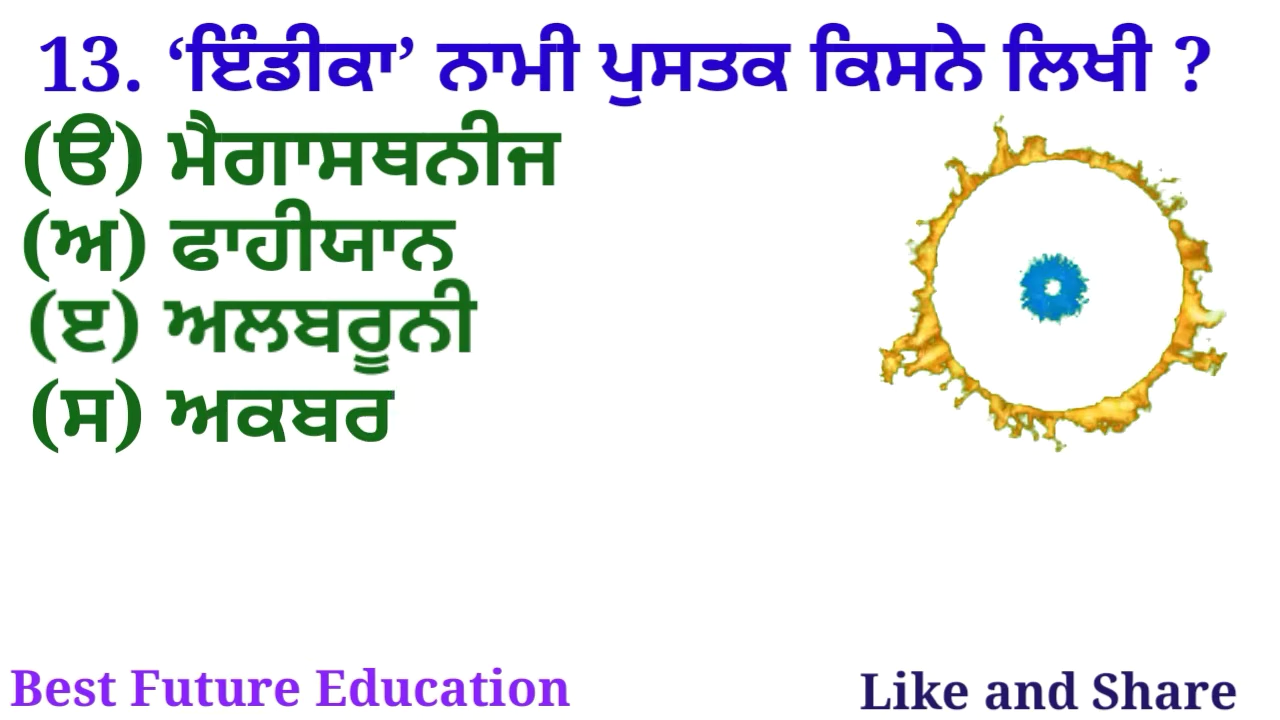 13. ‘ਇੰਡੀਕਾ’ ਨਾਮੀ ਪੁਸਤਕ ਕਿਸਨੇ ਲਿਖੀ ?
(ੳ) ਮੈਗਾਸਥਨੀਜ
(ਅ) ਫਾਹੀਯਾਨ
(ੲ) ਅਲਬਰੂਨੀ
(ਸ) ਅਕਬਰ
Best Future Education
Like and Share